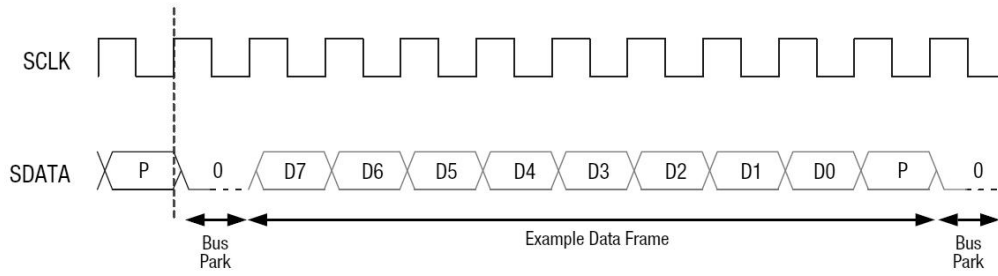 SCLK
SDATA P 0 D7 D6 D5 D4 D3 D2 D1 D0 P 0
Bus Park Example Data Frame Bus Park